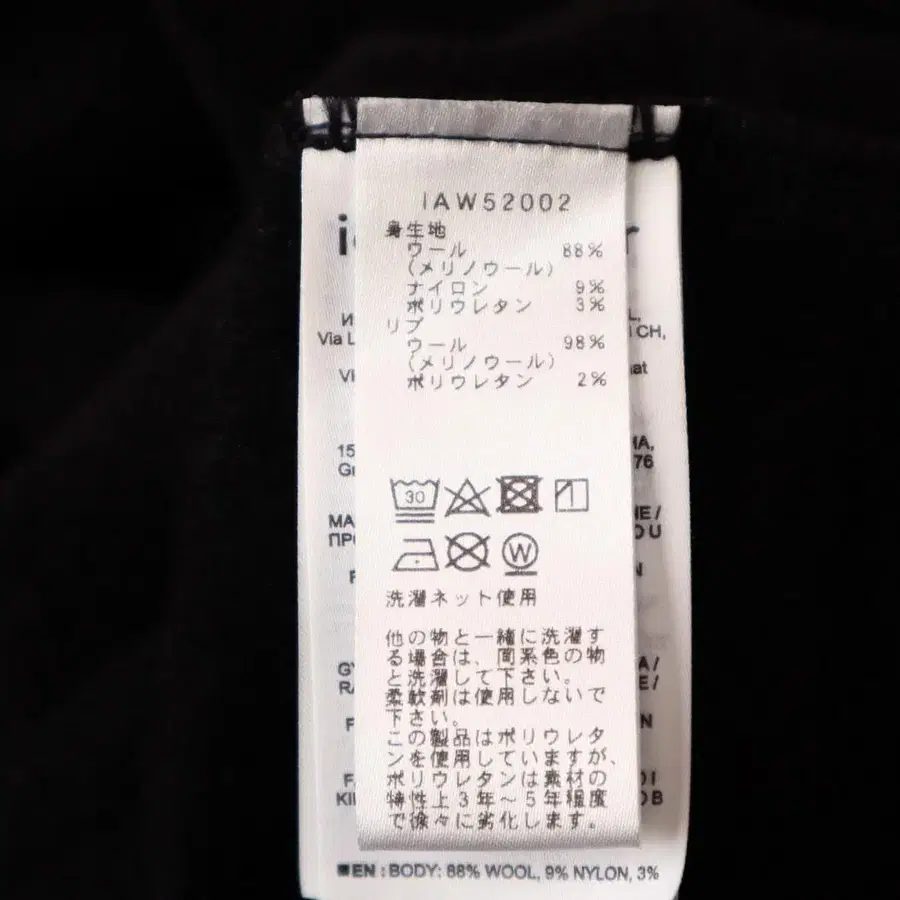 IAW52002
身生地
ウール 88%
(メリノウール)
ナイロン 9%
ポリウレタン 3%
リブ
ウール 98%
(メリノウール)
ポリウレタン 2%
30
W
洗濯ネット使用
他の物と一緒に洗濯す
る場合は、同系色の物
と洗濯して下さい。
柔軟剤は使用しないで
下さい。
この製品はポリウレタ
ンを使用していますが、
ポリウレタンは素材の
特性上3年～5年程度
で徐々に劣化します。
Via L
CH,
15
76
MA
ПРО
EN : BODY: 88% WOOL, 9% NYLON, 3%